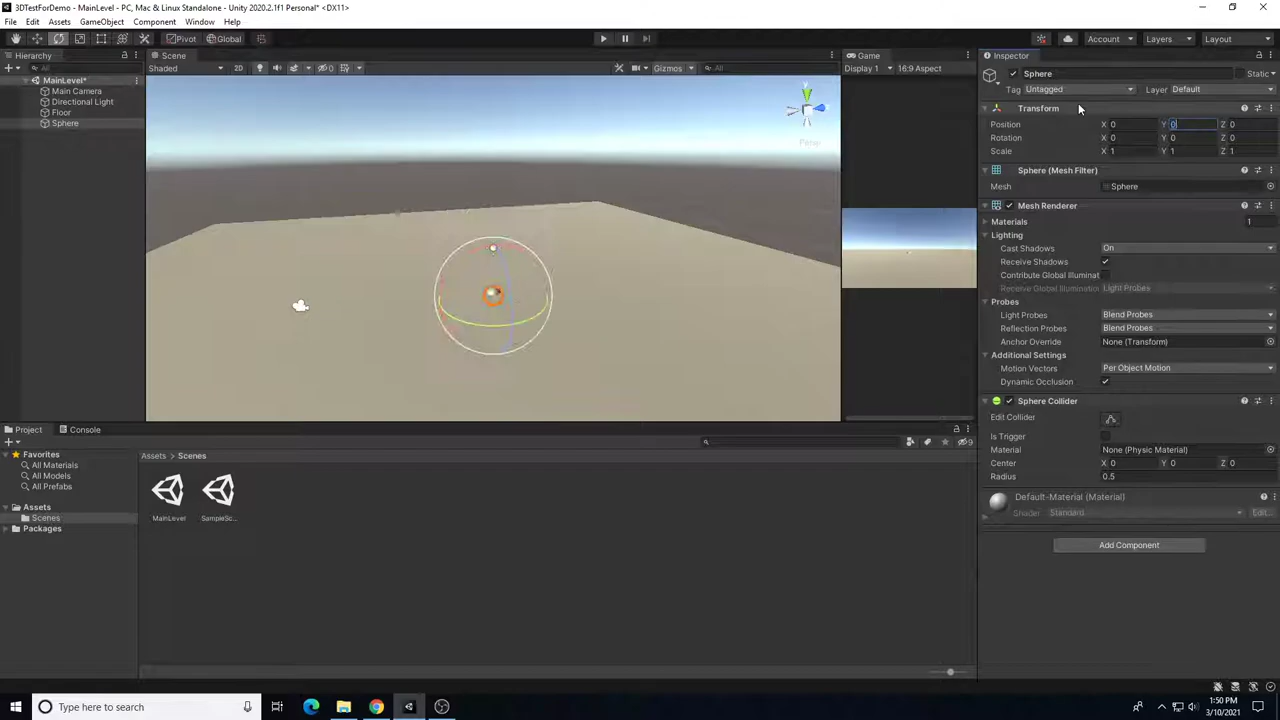 3DTestForDemo - MainLevel - PC, Mac & Linux Standalone - Unity 2020.2.1f1 Personal* <DX11>
File Edit Assets GameObject Component Window Help
Pivot Global Account Layers Layout
Hierarchy Scene Game Inspector
All Shaded 2D 0 Gizmos All Display 1 16:9 Aspect
Sphere Static
MainLevel*
Main Camera
Directional Light
Floor
Sphere
Persp
Tag Untagged Layer Default
Transform
Position X 0 Y 0 Z 0
Rotation X 0 Y 0 Z 0
Scale X 1 Y 1 Z 1
Sphere (Mesh Filter)
Mesh Sphere
Mesh Renderer
Materials 1
Lighting
Cast Shadows On
Receive Shadows
Contribute Global Illuminat
Receive Global Illumination Light Probes
Probes
Light Probes Blend Probes
Reflection Probes Blend Probes
Anchor Override None (Transform)
Additional Settings
Motion Vectors Per Object Motion
Dynamic Occlusion
Sphere Collider
Edit Collider
Is Trigger
Material None (Physic Material)
Center X 0 Y 0 Z 0
Radius 0.5
Default-Material (Material)
Shader Standard Edit...
Add Component
Project Console
9
Favorites
All Materials
All Models
All Prefabs
Assets
Scenes
Packages
Assets > Scenes
MainLevel SampleSc...
Type here to search
1:50 PM
3/10/2021